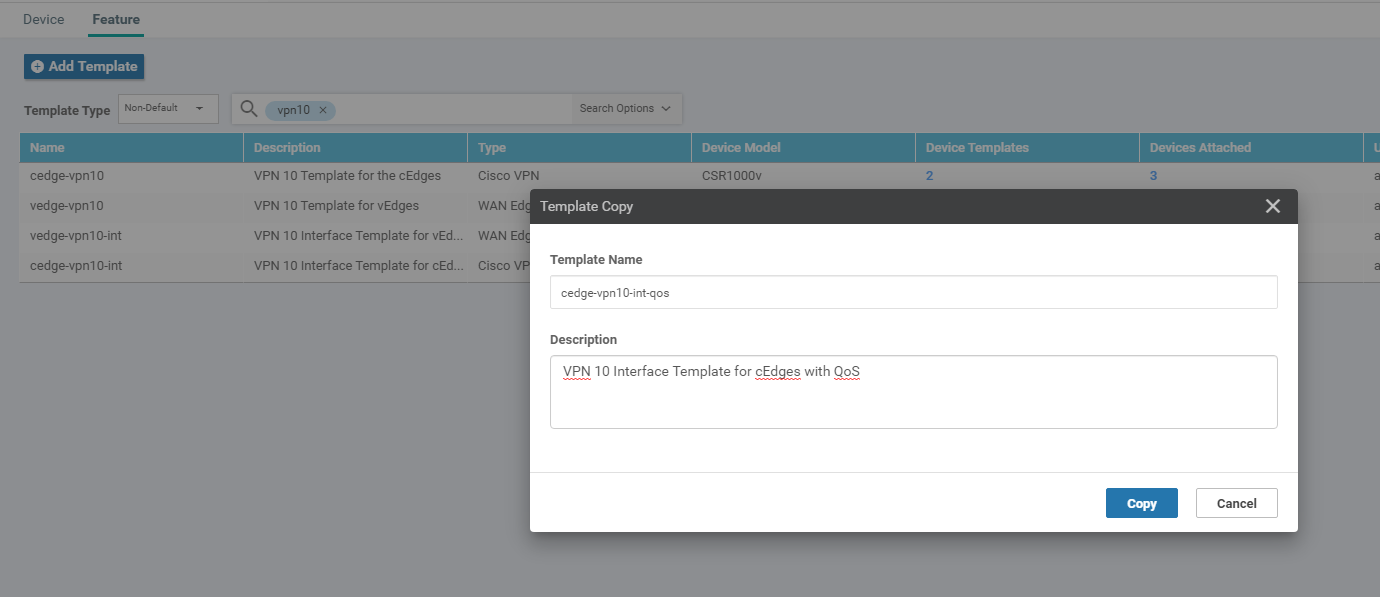 Device Feature
Add Template
Template Type Non-Default vpn10 × Search Options
Name Description Type Device Model Device Templates Devices Attached U
cedge-vpn10 VPN 10 Template for the cEdges Cisco VPN CSR1000v 2 3 a
vedge-vpn10 VPN 10 Template for vEdges WAN Edg a
vedge-vpn10-int VPN 10 Interface Template for vEd... WAN Edg a
cedge-vpn10-int VPN 10 Interface Template for cEd... Cisco VP a
Template Copy
Template Name
cedge-vpn10-int-qos
Description
VPN 10 Interface Template for cEdges with QoS
Copy Cancel